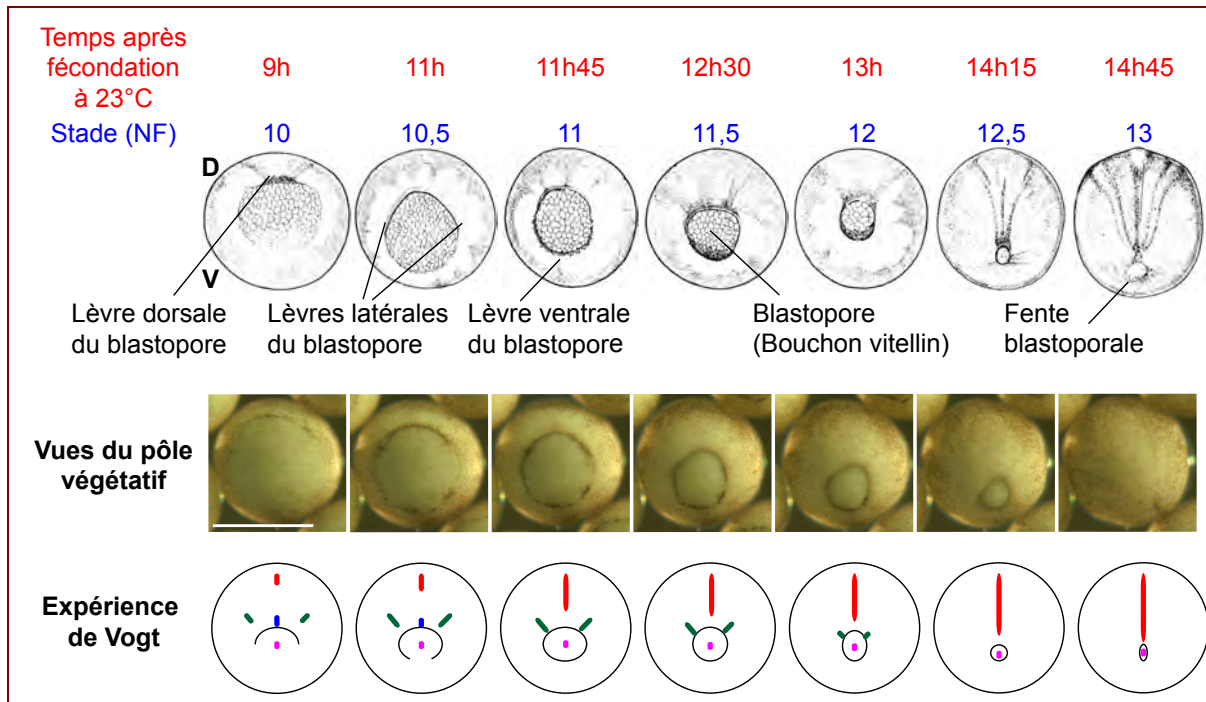 Temps après
fécondation
à 23°C
9h 11h 11h45 12h30 13h 14h15 14h45
Stade (NF) 10 10,5 11 11,5 12 12,5 13
D
V
Lèvre dorsale
du blastopore
Lèvres latérales
du blastopore
Lèvre ventrale
du blastopore
Blastopore
(Bouchon vitellin)
Fente
blastoporale
Vues du pôle
végétatif
Expérience
de Vogt